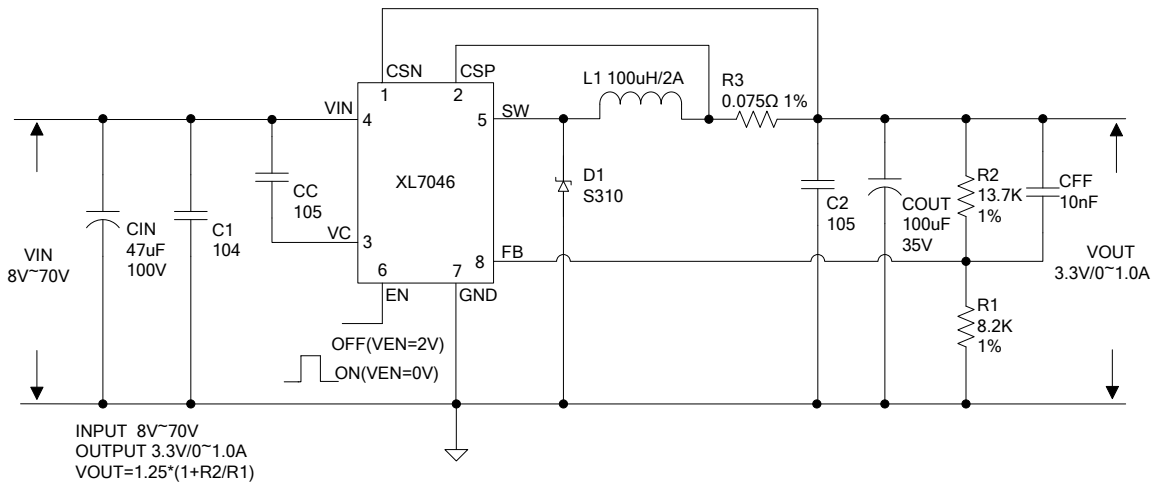 CSN
CSP
1
2
L1 100uH/2A
R3
0.075Ω 1%
VIN
4
5
SW
XL7046
D1
S310
CC
105
VC
3
CIN
47uF
100V
C1
104
VIN
8V~70V
C2
105
COUT
100uF
35V
R2
13.7K
1%
CFF
10nF
VOUT
3.3V/0~1.0A
8
FB
6
7
EN
GND
R1
8.2K
1%
OFF(VEN=2V)
ON(VEN=0V)
INPUT 8V~70V
OUTPUT 3.3V/0~1.0A
VOUT=1.25*(1+R2/R1)